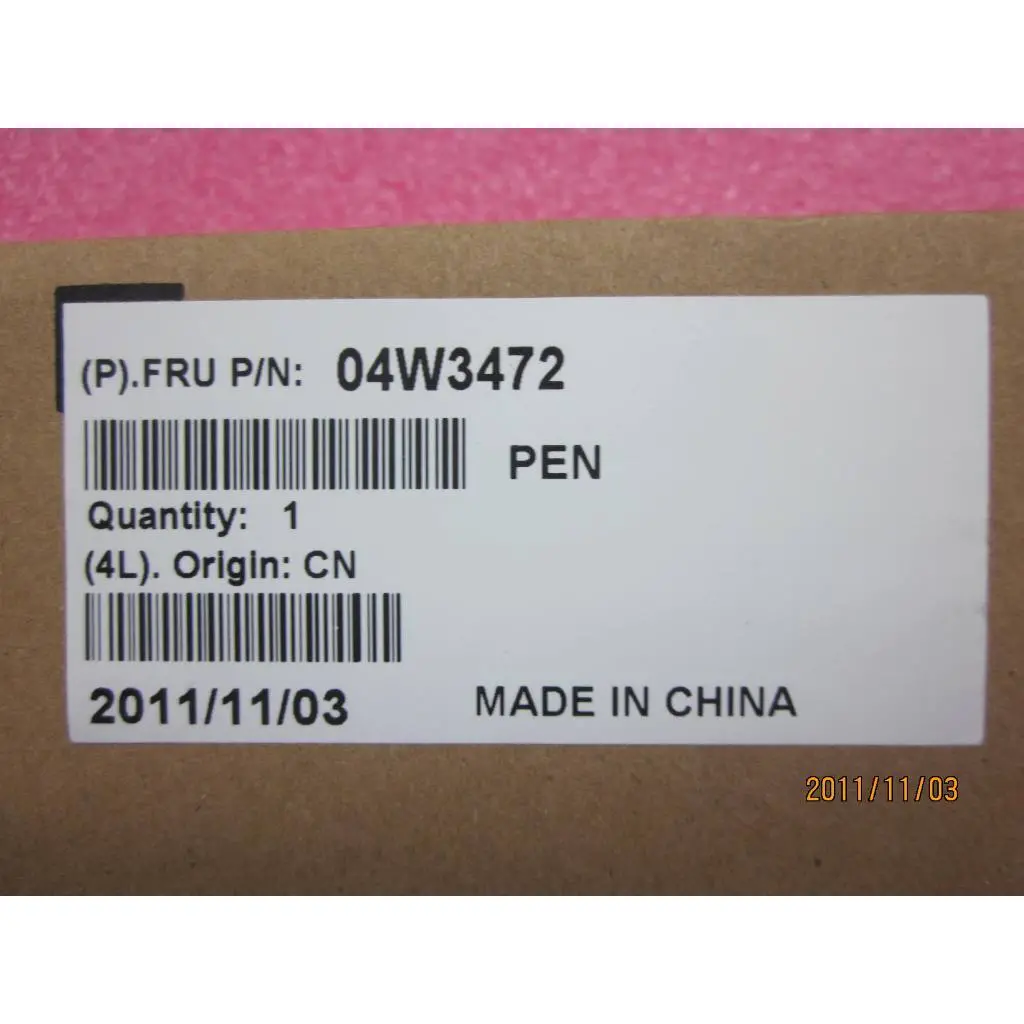 (P).FRU P/N: 04W3472
PEN
Quantity: 1
(4L). Origin: CN
2011/11/03 MADE IN CHINA
2011/11/03